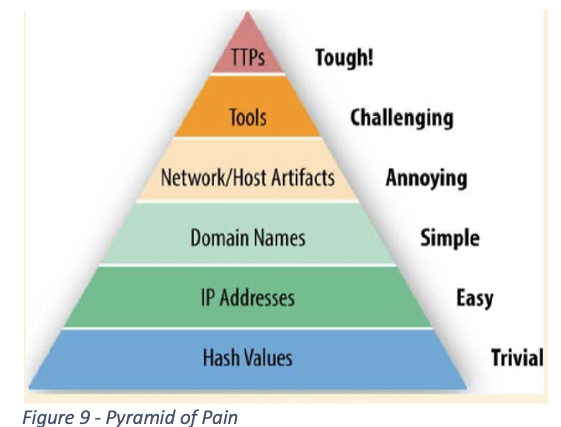 TTPs Tough!
Tools Challenging
Network/Host Artifacts Annoying
Domain Names Simple
IP Addresses Easy
Hash Values Trivial
Figure 9 - Pyramid of Pain